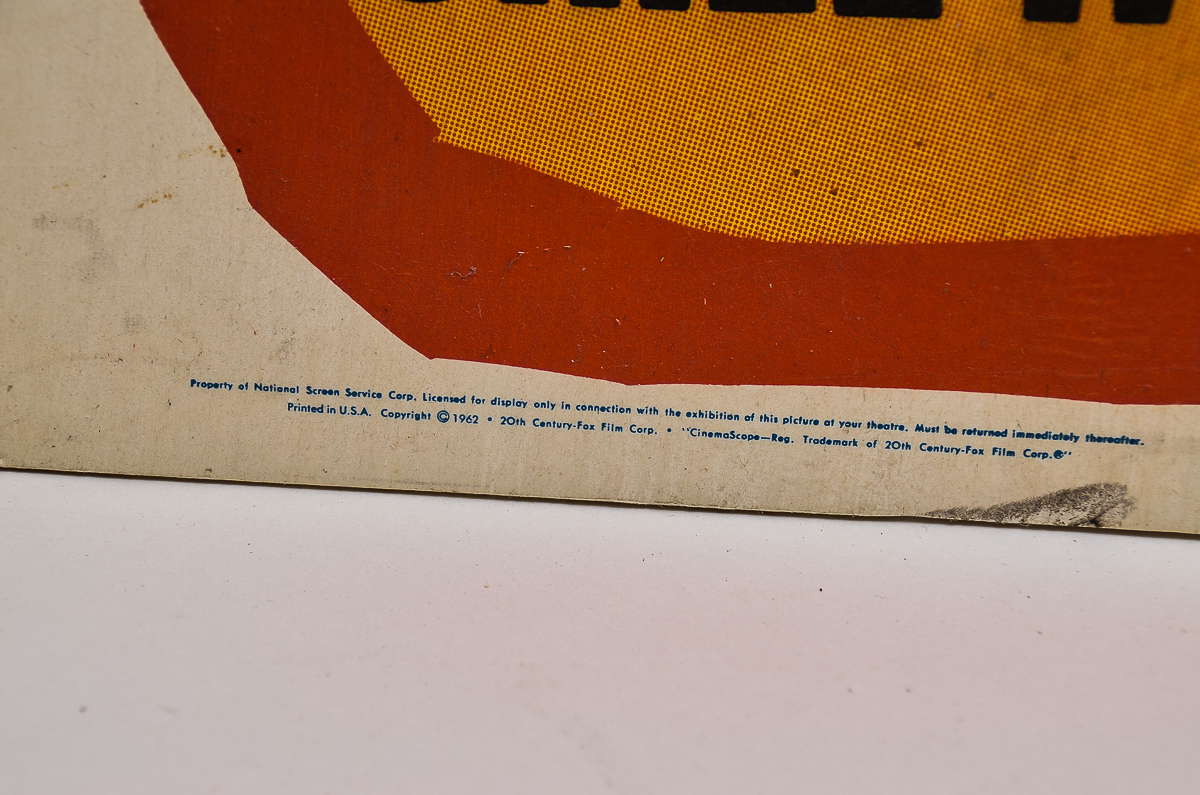 Property of National Screen Service Corp. Licensed for display only in connection with the exhibition of this picture at your theatre. Must be returned immediately thereafter.
Printed in U.S.A. Copyright © 1962 • 20th Century-Fox Film Corp. • "CinemaScope—Reg. Trademark of 20th Century-Fox Film Corp.®"